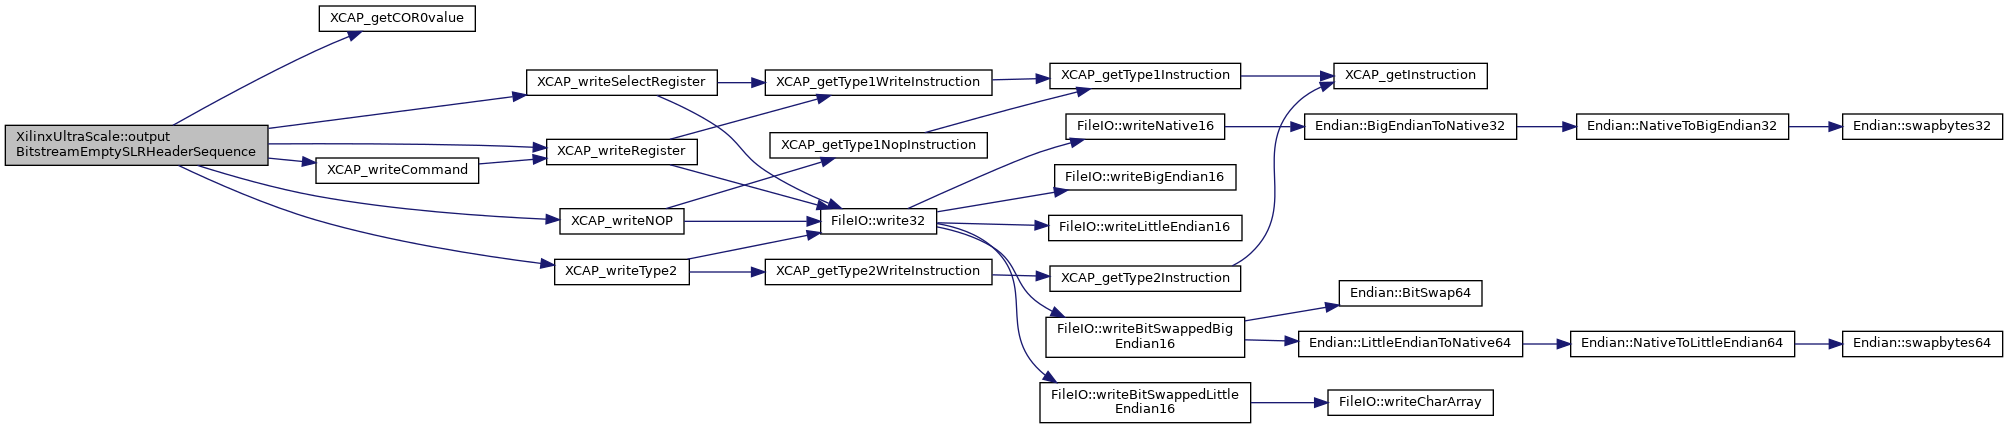 XilinxUltraScale::output
BitstreamEmptySLRHeaderSequence
XCAP_getCOR0value
XCAP_writeSelectRegister
XCAP_writeRegister
XCAP_writeCommand
XCAP_writeNOP
XCAP_writeType2
XCAP_getType1WriteInstruction
XCAP_getType1NopInstruction
FileIO::write32
XCAP_getType2WriteInstruction
XCAP_getType1Instruction
FileIO::writeNative16
FileIO::writeBigEndian16
FileIO::writeLittleEndian16
XCAP_getType2Instruction
FileIO::writeBitSwappedBig
Endian16
FileIO::writeBitSwappedLittle
Endian16
XCAP_getInstruction
Endian::BigEndianToNative32
Endian::BitSwap64
Endian::LittleEndianToNative64
FileIO::writeCharArray
Endian::NativeToBigEndian32
Endian::NativeToLittleEndian64
Endian::swapbytes32
Endian::swapbytes64